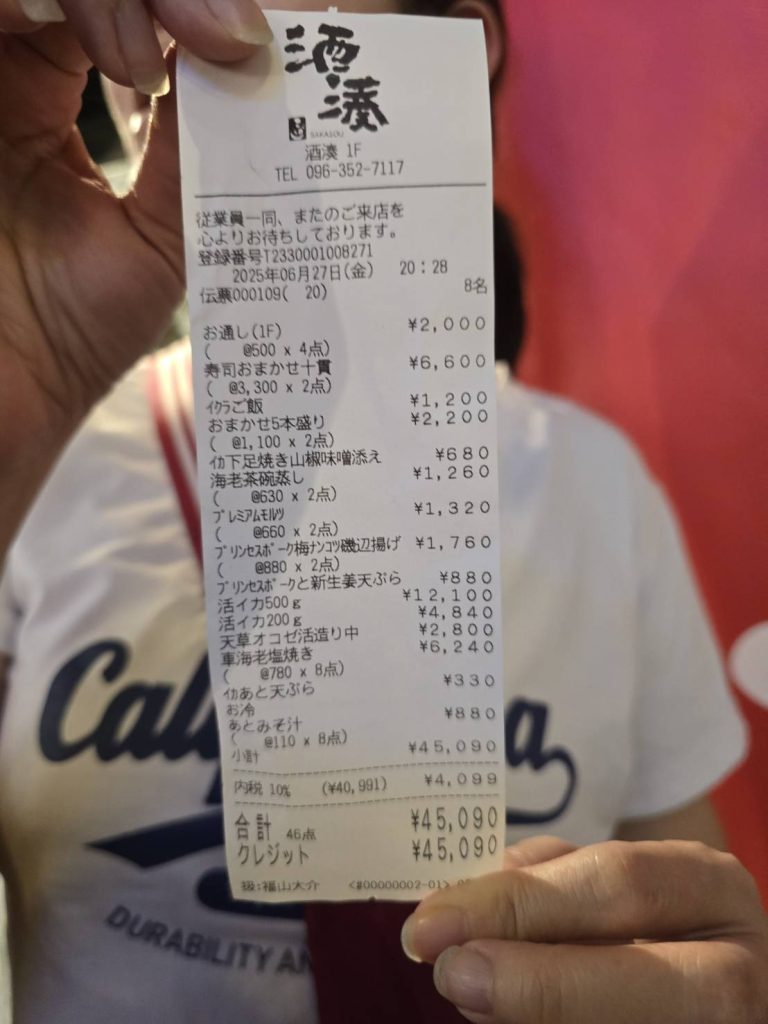 酒湊
SAKASOU
酒湊 1F
TEL 096-352-7117
従業員一同、またのご来店を
心よりお待ちしております。
登録番号T2330001008271
2025年06月27日(金) 20:28
伝票000109( 20) 8名
お通し(1F) ¥2,000
( @500 x 4点)
寿司おまかせ十貫 ¥6,600
( @3,300 x 2点)
イクラご飯 ¥1,200
おまかせ5本盛り ¥2,200
( @1,100 x 2点)
イカ下足焼き山椒味噌添え ¥680
海老茶碗蒸し ¥1,260
( @630 x 2点)
プレミアムモルツ ¥1,320
( @660 x 2点)
プリンセスポーク梅ナンコツ磯辺揚げ ¥1,760
( @880 x 2点)
プリンセスポークと新生姜天ぷら ¥880
活イカ500g ¥12,100
活イカ200g ¥4,840
天草オコゼ活造り中 ¥2,800
車海老塩焼き ¥6,240
( @780 x 8点)
イカあと天ぷら ¥330
お冷
あとみそ汁 ¥880
( @110 x 8点)
小計 ¥45,090
内税 10% (¥40,991) ¥4,099
合計 46点 ¥45,090
クレジット ¥45,090
扱:福山大介 <#00000002-01>
DURABILITY AN